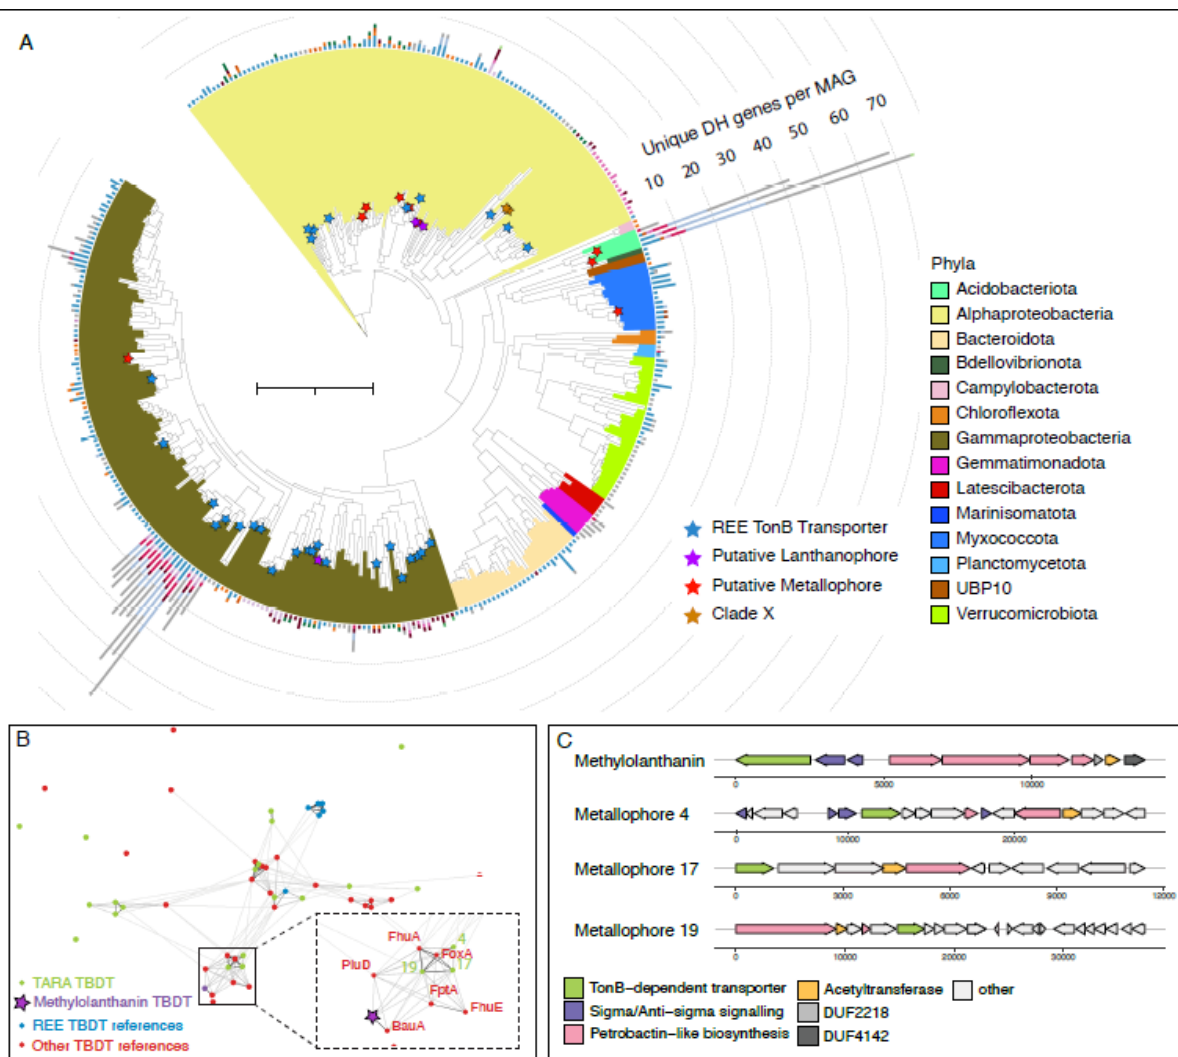 A
Unique DH genes per MAG
10 20 30 40 50 60 70
Phyla
Acidobacteriota
Alphaproteobacteria
Bacteroidota
Bdellovibrionota
Campylobacterota
Chloroflexota
Gammaproteobacteria
Gemmatimonadota
Latescibacterota
Marinisomatota
Myxococcota
Planctomycetota
UBP10
Verrucomicrobiota
REE TonB Transporter
Putative Lanthanophore
Putative Metallophore
Clade X
B
FhuA
4
FoxA
PluD
19
17
FptA
FhuE
BauA
TARA TBDT
Methylolanthanin TBDT
REE TBDT references
Other TBDT references
C
Methylolanthanin
0 5000 10000
Metallophore 4
0 10000 20000
Metallophore 17
0 3000 6000 9000 12000
Metallophore 19
0 10000 20000 30000
TonB-dependent transporter
Acetyltransferase
other
Sigma/Anti-sigma signalling
DUF2218
Petrobactin-like biosynthesis
DUF4142